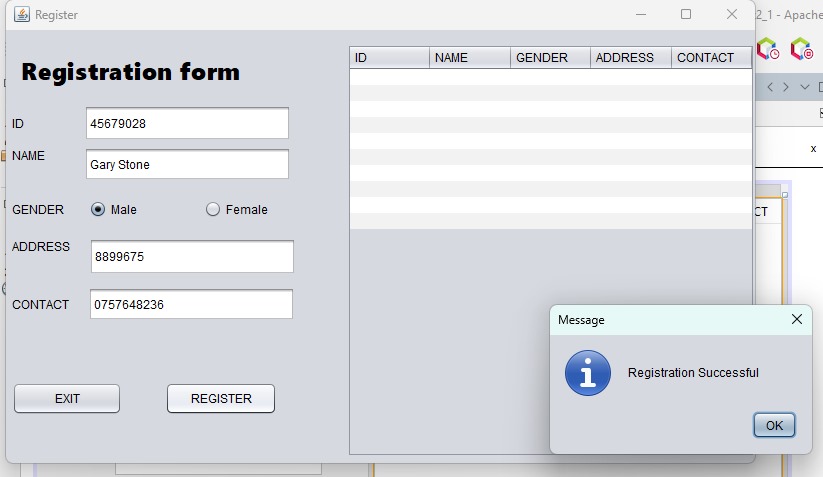 Register
2_1 - Apache
Registration form
ID NAME GENDER ADDRESS CONTACT
ID 45679028
NAME Gary Stone
GENDER Male Female
ADDRESS 8899675
CONTACT 0757648236
EXIT REGISTER
CT
Message
Registration Successful
OK